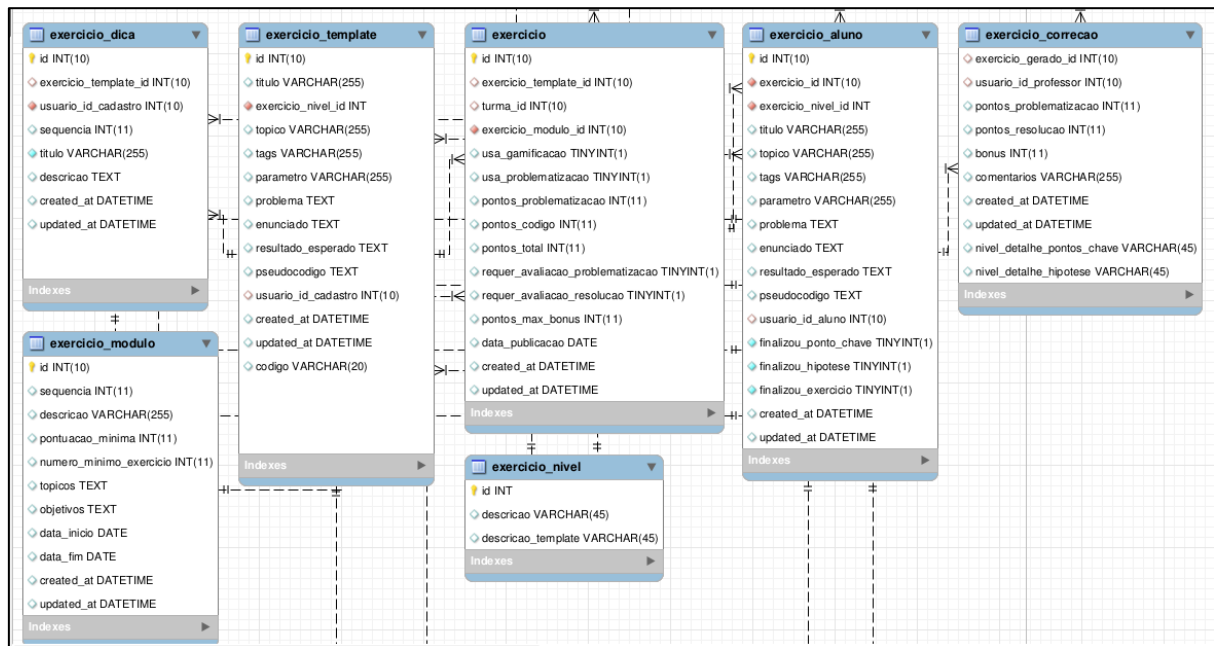 exercicio_dica
id INT(10)
exercicio_template_id INT(10)
usuario_id_cadastro INT(10)
sequencia INT(11)
titulo VARCHAR(255)
descricao TEXT
created_at DATETIME
updated_at DATETIME
Indexes
exercicio_template
id INT(10)
titulo VARCHAR(255)
exercicio_nivel_id INT
topico VARCHAR(255)
tags VARCHAR(255)
parametro VARCHAR(255)
problema TEXT
enunciado TEXT
resultado_esperado TEXT
pseudocodigo TEXT
usuario_id_cadastro INT(10)
created_at DATETIME
updated_at DATETIME
codigo VARCHAR(20)
Indexes
exercicio
id INT(10)
exercicio_template_id INT(10)
turma_id INT(10)
exercicio_modulo_id INT(10)
usa_gamificacao TINYINT(1)
usa_problematizacao TINYINT(1)
pontos_problematizacao INT(11)
pontos_codigo INT(11)
pontos_total INT(11)
requer_avaliacao_problematizacao TINYINT(1)
requer_avaliacao_resolucao TINYINT(1)
pontos_max_bonus INT(11)
data_publicacao DATE
created_at DATETIME
updated_at DATETIME
Indexes
exercicio_aluno
id INT(10)
exercicio_id INT(10)
exercicio_nivel_id INT
titulo VARCHAR(255)
topico VARCHAR(255)
tags VARCHAR(255)
parametro VARCHAR(255)
problema TEXT
enunciado TEXT
resultado_esperado TEXT
pseudocodigo TEXT
usuario_id_aluno INT(10)
finalizou_ponto_chave TINYINT(1)
finalizou_hipotese TINYINT(1)
finalizou_exercicio TINYINT(1)
created_at DATETIME
updated_at DATETIME
Indexes
exercicio_correcao
exercicio_gerado_id INT(10)
usuario_id_professor INT(10)
pontos_problematizacao INT(11)
pontos_resolucao INT(11)
bonus INT(11)
comentarios VARCHAR(255)
created_at DATETIME
updated_at DATETIME
nivel_detalhe_pontos_chave VARCHAR(45)
nivel_detalhe_hipotese VARCHAR(45)
Indexes
exercicio_modulo
id INT(10)
sequencia INT(11)
descricao VARCHAR(255)
pontuacao_minima INT(11)
numero_minimo_exercicio INT(11)
topicos TEXT
objetivos TEXT
data_inicio DATE
data_fim DATE
created_at DATETIME
updated_at DATETIME
Indexes
exercicio_nivel
id INT
descricao VARCHAR(45)
descricao_template VARCHAR(45)
Indexes